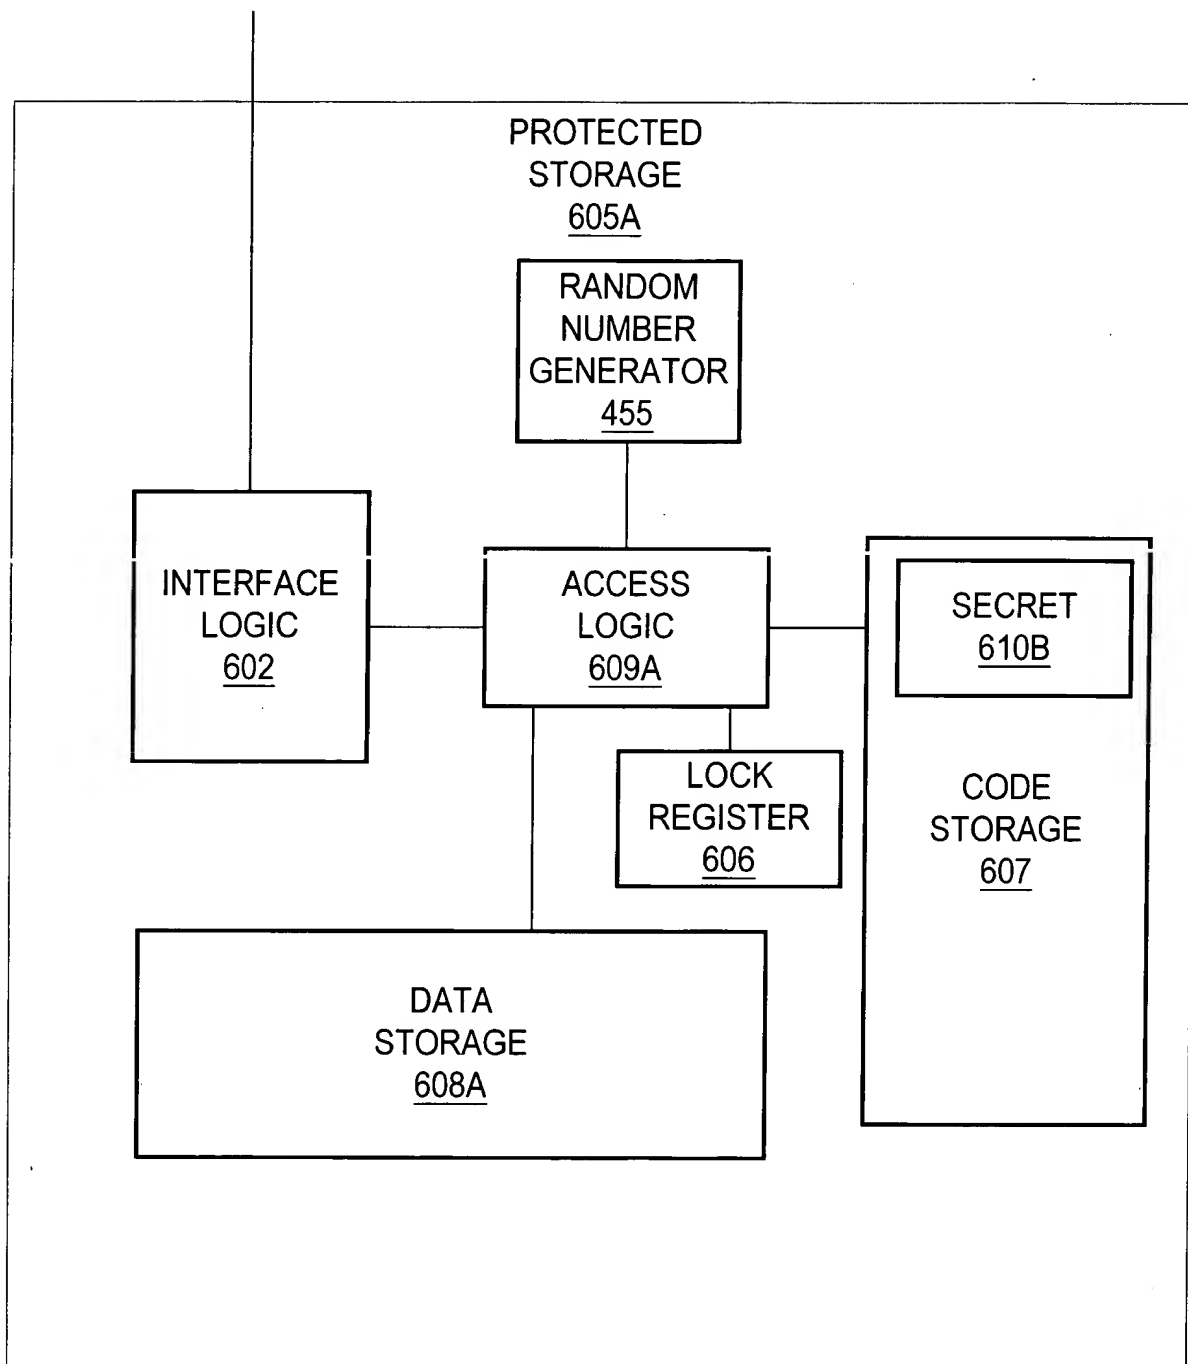 PROTECTED
STORAGE
605A
RANDOM
NUMBER
GENERATOR
455
INTERFACE
LOGIC
602
ACCESS
LOGIC
609A
SECRET
610B
LOCK
REGISTER
606
CODE
STORAGE
607
DATA
STORAGE
608A